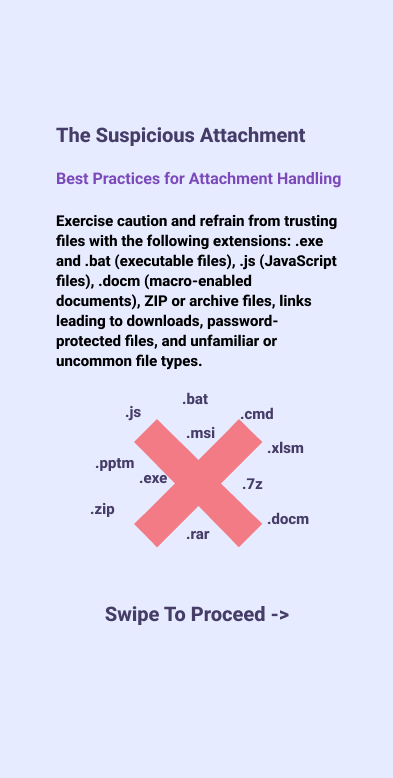 The Suspicious Attachment
Best Practices for Attachment Handling
Exercise caution and refrain from trusting
files with the following extensions: .exe
and .bat (executable files), .js (JavaScript
files), .docm (macro-enabled
documents), ZIP or archive files, links
leading to downloads, password-
protected files, and unfamiliar or
uncommon file types.
.bat
.js
.cmd
.msi
.xlsm
.pptm
.exe
.7z
.zip
.docm
.rar
Swipe To Proceed ->